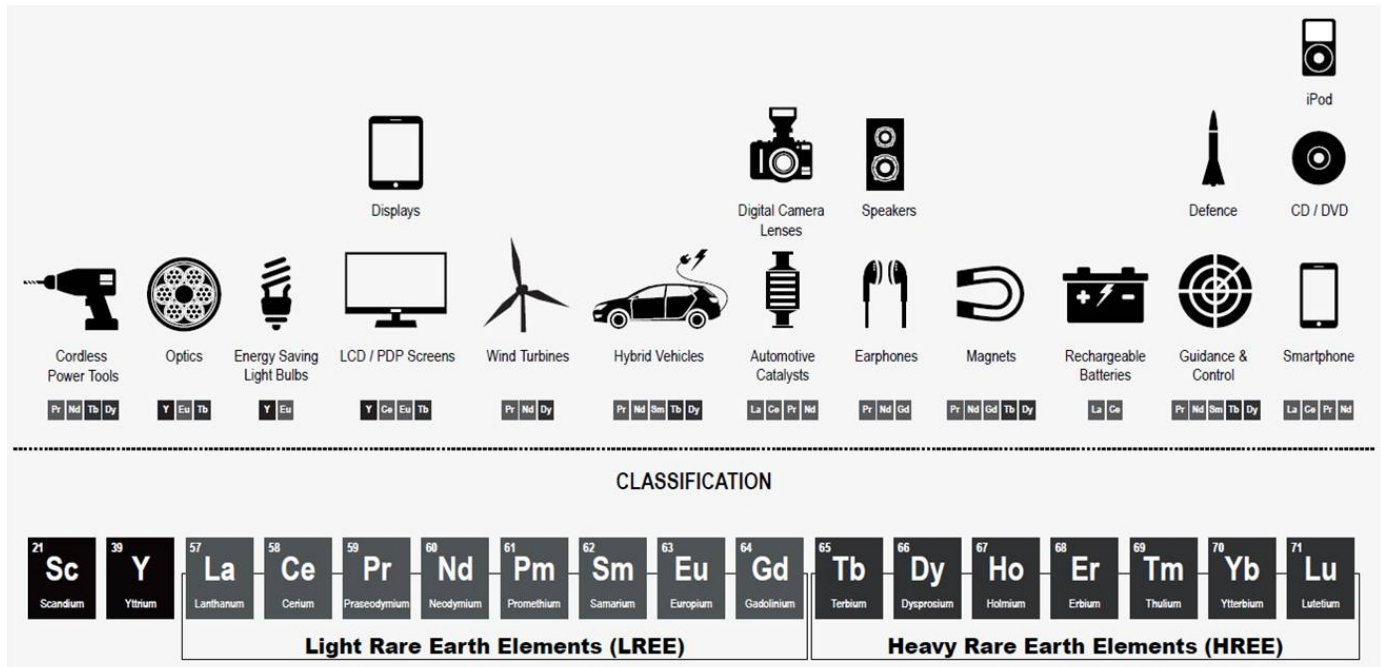 iPod
Displays
Digital Camera
Lenses
Speakers
Defence
CD / DVD
Cordless
Power Tools
Optics
Energy Saving
Light Bulbs
LCD / PDP Screens
Wind Turbines
Hybrid Vehicles
Automotive
Catalysts
Earphones
Magnets
Rechargeable
Batteries
Guidance &
Control
Smartphone
Pr Nd Tb Dy
Y Eu Tb
Y Eu
Y Ce Eu Tb
Pr Nd Dy
Pr Nd Sm Tb Dy
La Ce Pr Nd
Pr Nd Gd
Pr Nd Gd Tb Dy
La Ce
Pr Nd Sm Tb Dy
La Ce Pr Nd
CLASSIFICATION
21
Sc
Scandium
39
Y
Yttrium
57
La
Lanthanum
58
Ce
Cerium
59
Pr
Praseodymium
60
Nd
Neodymium
61
Pm
Promethium
62
Sm
Samarium
63
Eu
Europium
64
Gd
Gadolinium
65
Tb
Terbium
66
Dy
Dysprosium
67
Ho
Holmium
68
Er
Erbium
69
Tm
Thulium
70
Yb
Ytterbium
71
Lu
Lutetium
Light Rare Earth Elements (LREE)
Heavy Rare Earth Elements (HREE)